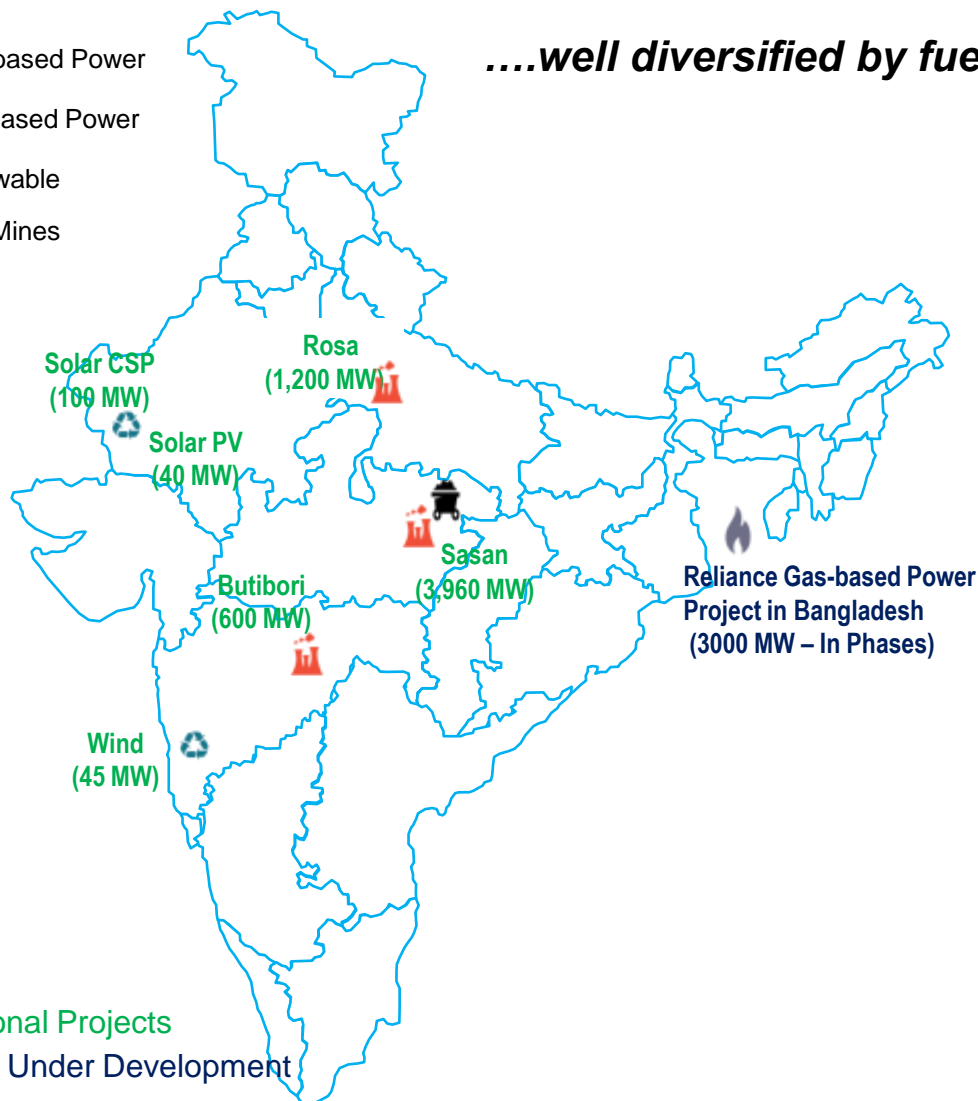 based Power
....well diversified by fue
ased Power
wable
Mines
Solar CSP
(100 MW)
Rosa
(1,200 MW)
Solar PV
(40 MW)
Sasan
(3,960 MW)
Butibori
(600 MW)
Reliance Gas-based Power
Project in Bangladesh
(3000 MW – In Phases)
Wind
(45 MW)
onal Projects
Under Development